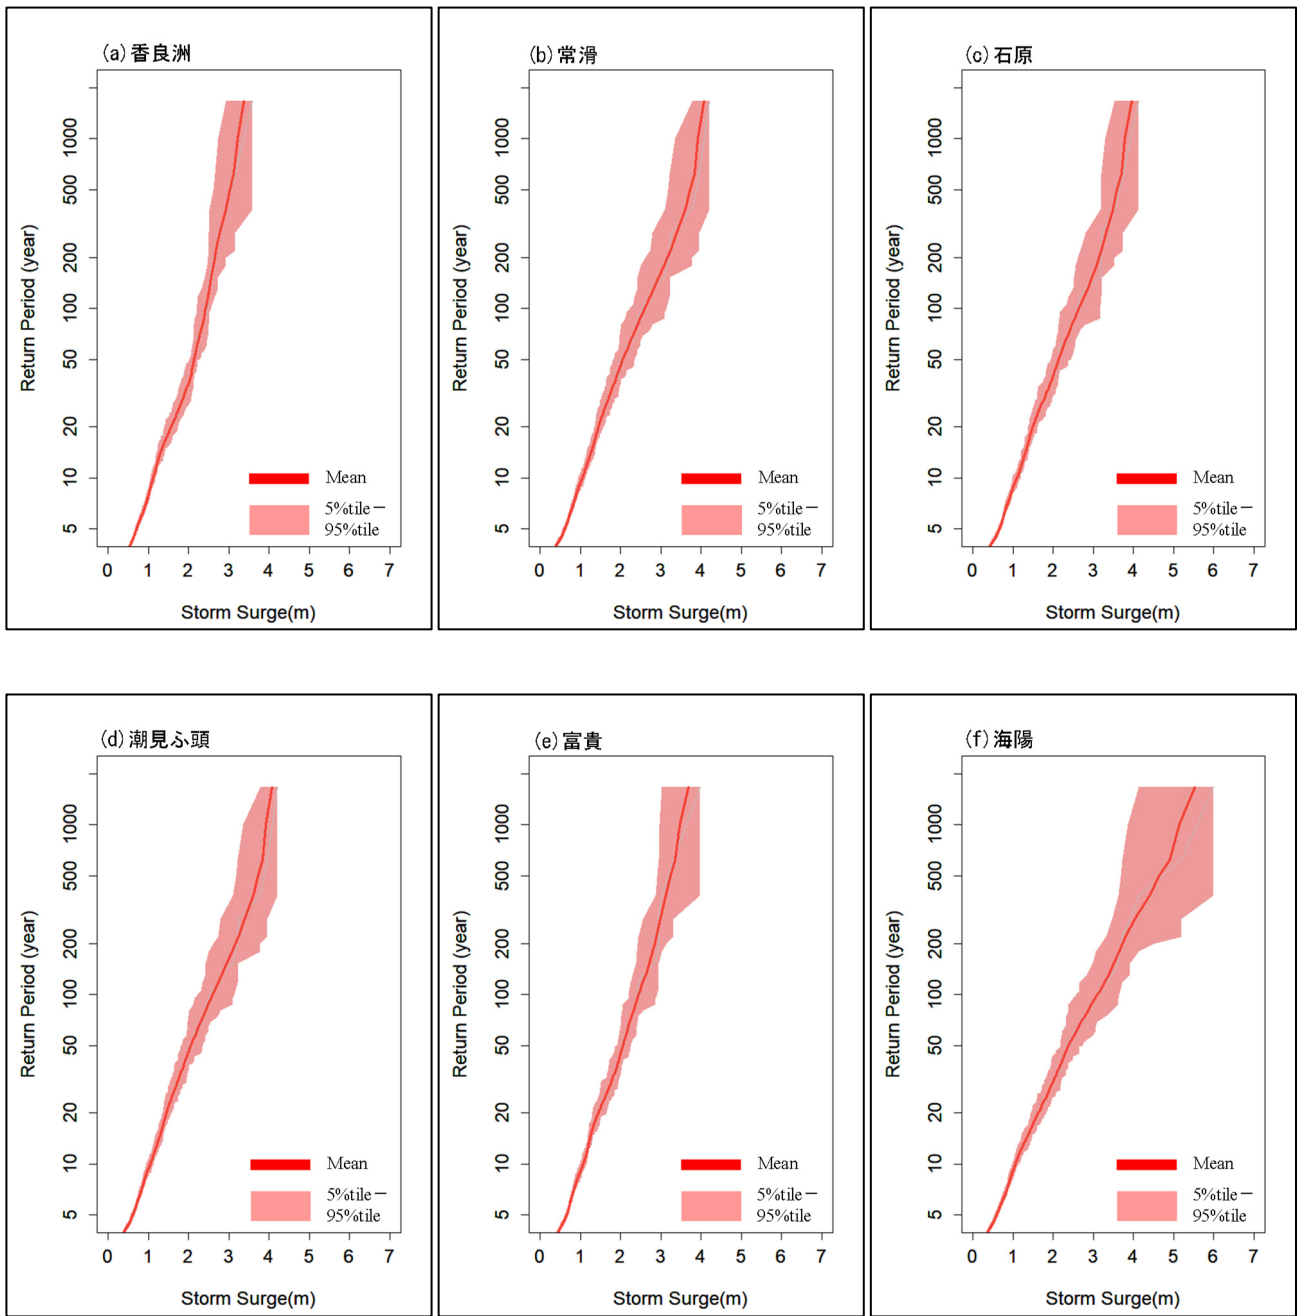 (a)香良洲
Return Period (year)
1000
500
200
100
50
20
10
5
Mean
5%tile－
95%tile
0 1 2 3 4 5 6 7
Storm Surge(m)
(b)常滑
Return Period (year)
1000
500
200
100
50
20
10
5
Mean
5%tile－
95%tile
0 1 2 3 4 5 6 7
Storm Surge(m)
(c)石原
Return Period (year)
1000
500
200
100
50
20
10
5
Mean
5%tile－
95%tile
0 1 2 3 4 5 6 7
Storm Surge(m)
(d)潮見ふ頭
Return Period (year)
1000
500
200
100
50
20
10
5
Mean
5%tile－
95%tile
0 1 2 3 4 5 6 7
Storm Surge(m)
(e)富貴
Return Period (year)
1000
500
200
100
50
20
10
5
Mean
5%tile－
95%tile
0 1 2 3 4 5 6 7
Storm Surge(m)
(f)海陽
Return Period (year)
1000
500
200
100
50
20
10
5
Mean
5%tile－
95%tile
0 1 2 3 4 5 6 7
Storm Surge(m)